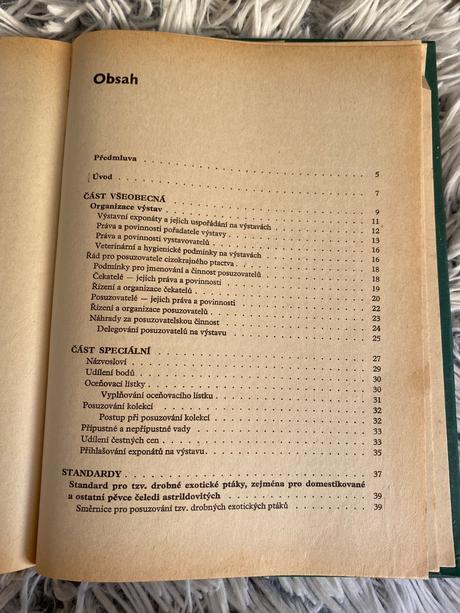 Obsah
Předmluva . . . . . . . . . . . . . . . . . . 5
Úvod . . . . . . . . . . . . . . . . . . 7
ČÁST VŠEOBECNÁ
Organizace výstav . . . . . . . . . . . . . . . . . . 9
Výstavní exponáty a jejich uspořádání na výstavách . . . . . . 11
Práva a povinnosti pořadatele výstavy . . . . . . . . . 12
Práva a povinnosti vystavovatelů . . . . . . . . . 13
Veterinární a hygienické podmínky na výstavách . . . . . . 16
Řád pro posuzovatele cizokrajného ptactva . . . . . . . . . 16
Podmínky pro jmenování a činnost posuzovatelů . . . . . . 18
Čekatelé — jejich práva a povinnosti . . . . . . . . . 18
Řízení a organizace čekatelů . . . . . . . . . 19
Posuzovatelé — jejich práva a povinnosti . . . . . . . . . 20
Řízení a organizace posuzovatelů . . . . . . . . . 22
Náhrady za posuzovatelskou činnost . . . . . . . . . 23
Delegování posuzovatelů na výstavu . . . . . . . . . 24
25
ČÁST SPECIÁLNÍ . . . . . . . . . . . . . . . . . . 27
Názvosloví . . . . . . . . . . . . . . . . . . 29
Udílení bodů . . . . . . . . . . . . . . . . . . 30
Oceňovací lístky . . . . . . . . . . . . . . . . . . 30
Vyplňování oceňovacího lístku . . . . . . . . . 31
Posuzování kolekcí . . . . . . . . . . . . . . . . . . 32
Postup při posuzování kolekcí . . . . . . . . . 32
Přípustné a nepřípustné vady . . . . . . . . . 33
Udílení čestných cen . . . . . . . . . . . . . . . . . . 33
Přihlašování exponátů na výstavu . . . . . . . . . 35
STANDARDY . . . . . . . . . . . . . . . . . . 37
Standard pro tzv. drobné exotické ptáky, zejména pro domestikované
a ostatní pěvce čeledi astrildovitých . . . . . . . . . 39
Směrnice pro posuzování tzv. drobných exotických ptáků . . . 39